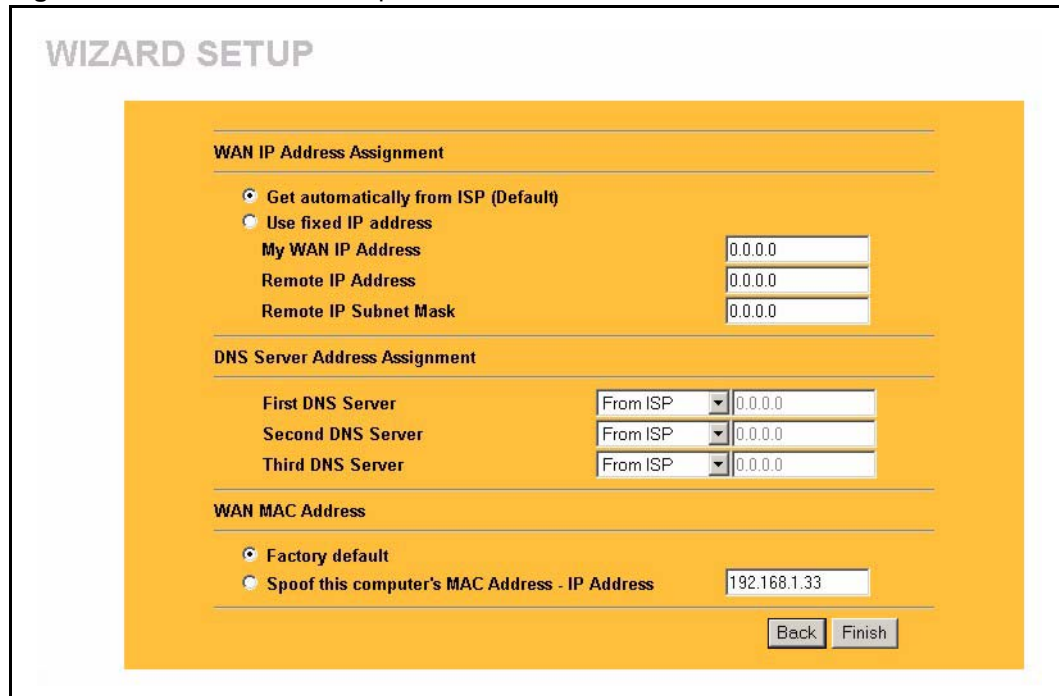 WIZARD SETUP
WAN IP Address Assignment
Get automatically from ISP (Default)
Use fixed IP address
My WAN IP Address 0.0.0.0
Remote IP Address 0.0.0.0
Remote IP Subnet Mask 0.0.0.0
DNS Server Address Assignment
First DNS Server From ISP 0.0.0.0
Second DNS Server From ISP 0.0.0.0
Third DNS Server From ISP 0.0.0.0
WAN MAC Address
Factory default
Spoof this computer's MAC Address - IP Address 192.168.1.33
Back Finish